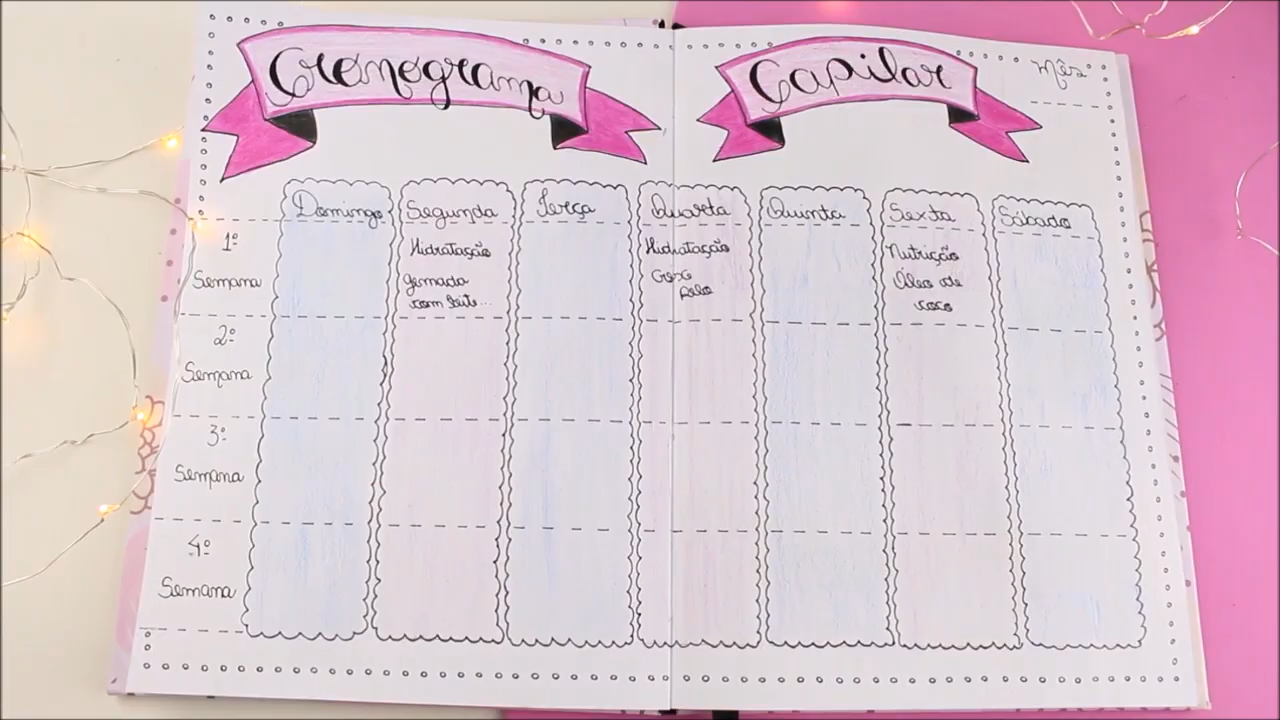 Cronograma Capilar
Mês
Domingo Segunda Terça Quarta Quinta Sexta Sábado
1º Semana
Hidratação
gemada
com leite...
Hidratação
pelo
Nutrição
Óleo de
coco
2º
Semana
3º
Semana
4º
Semana